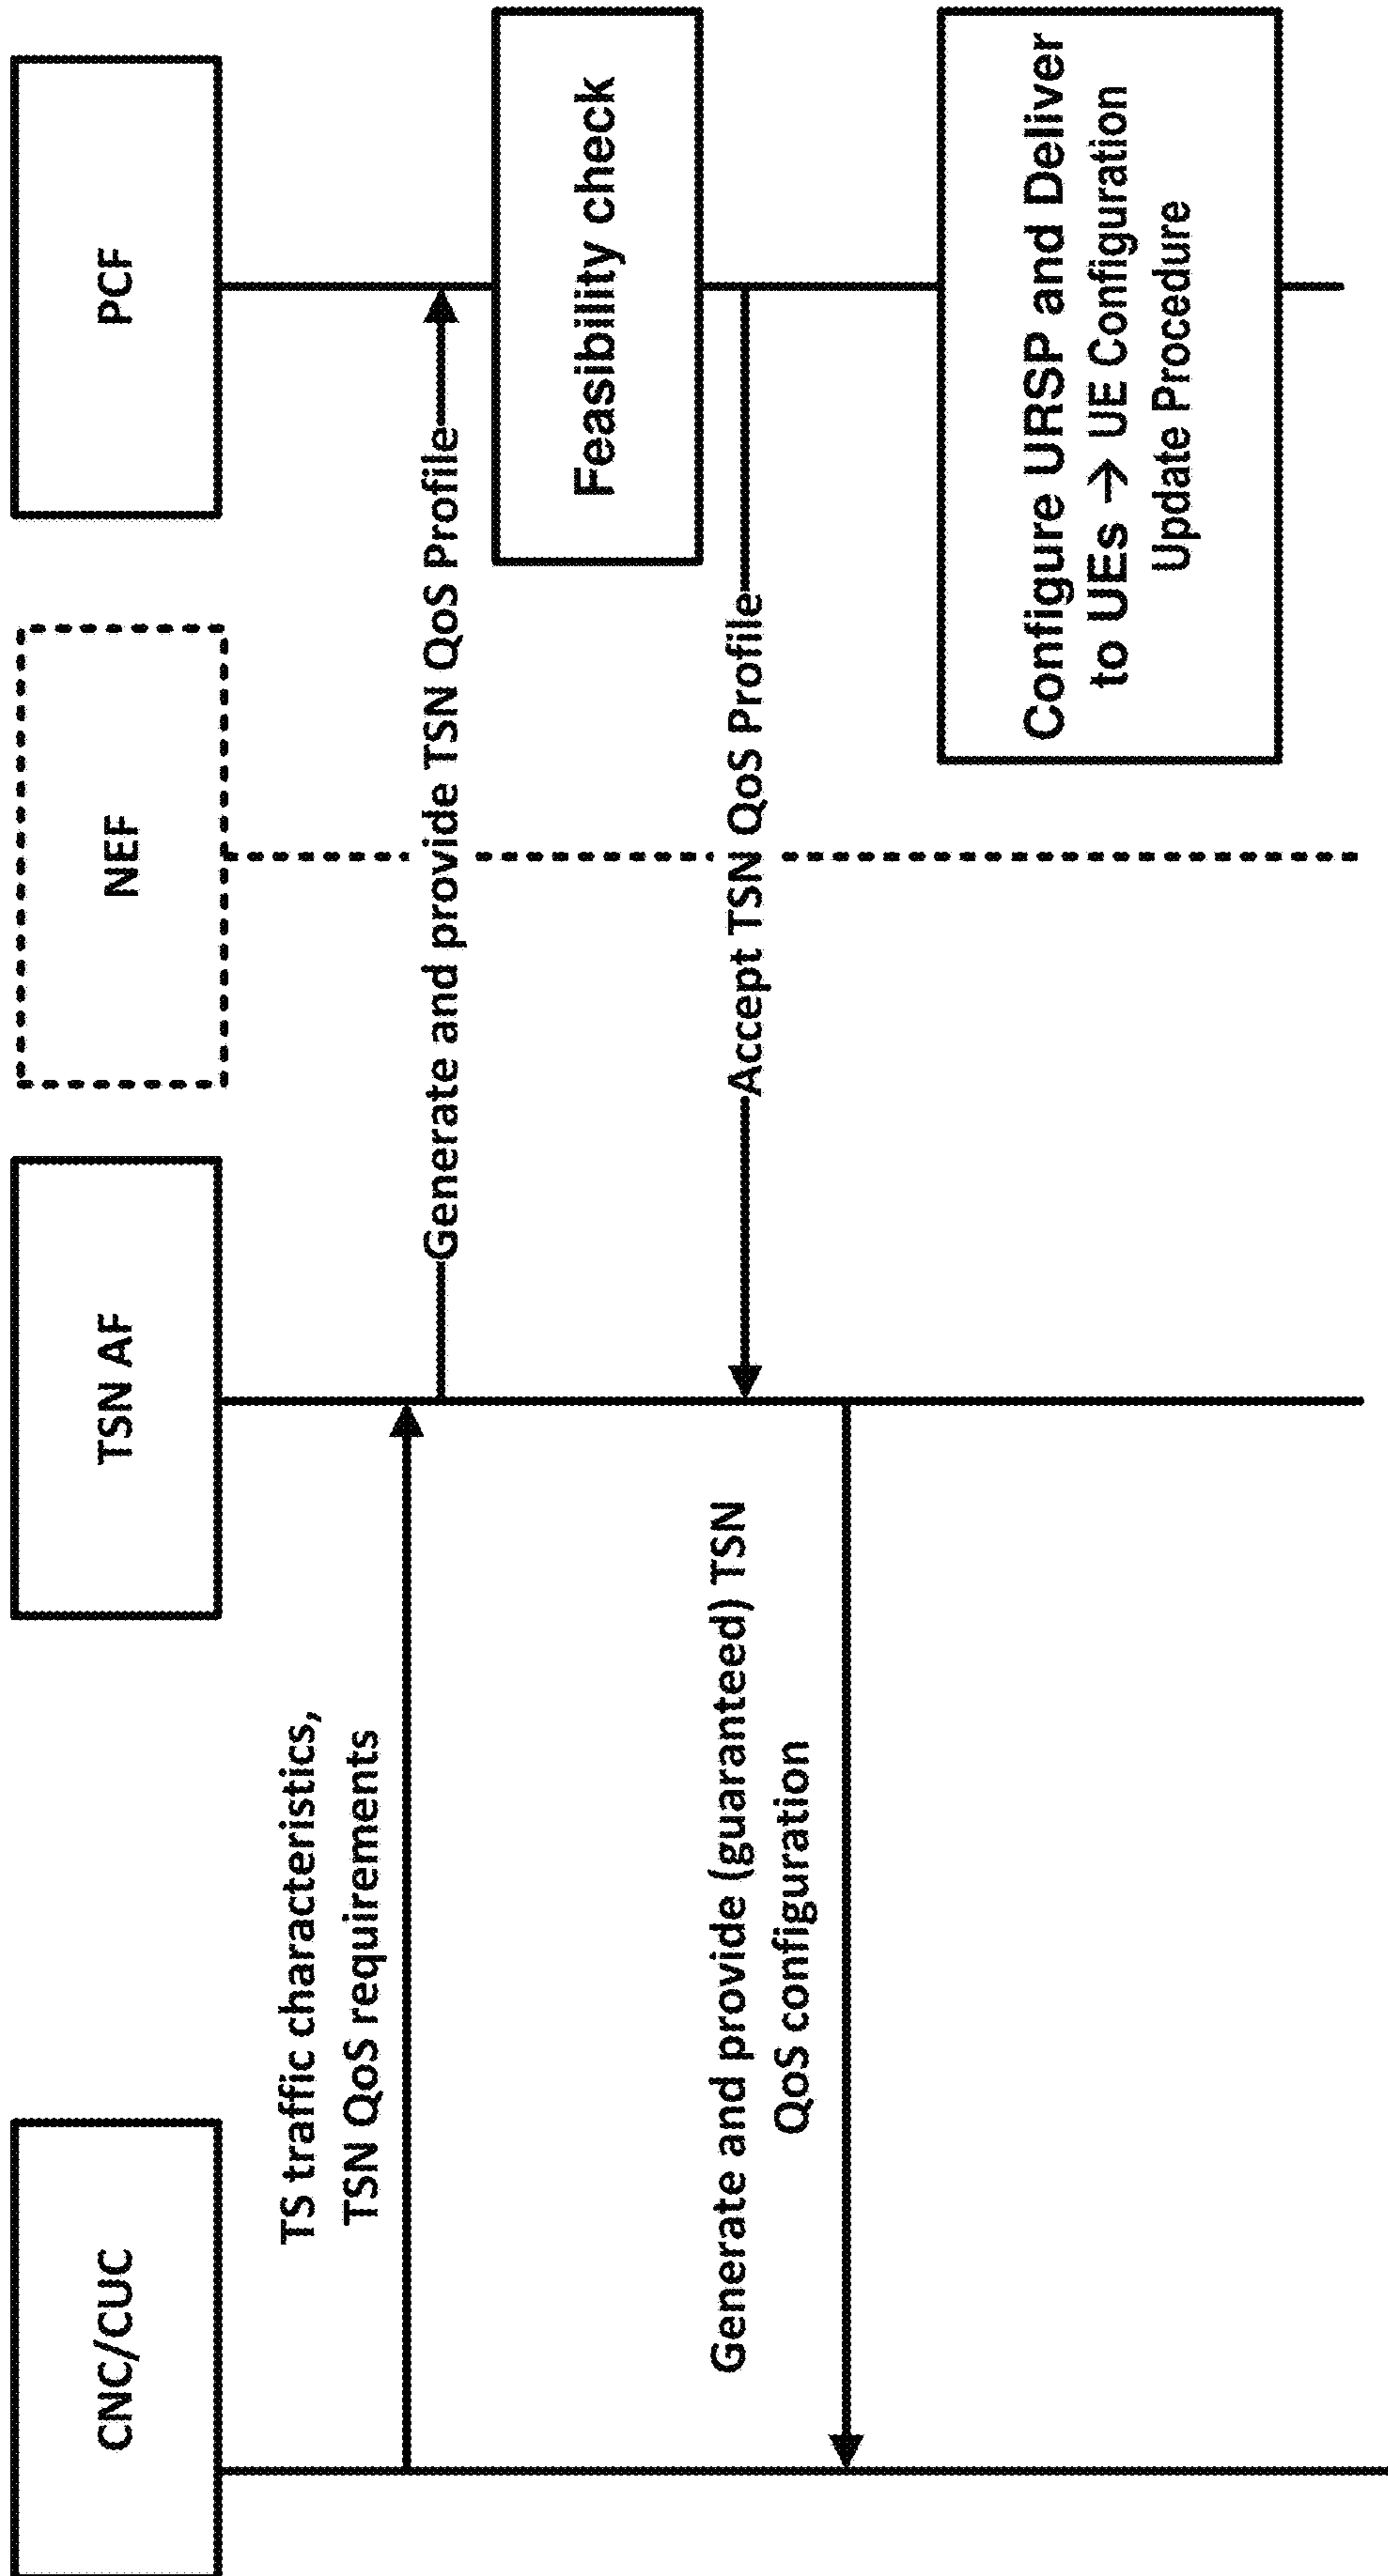 CNC/CUC
TSN AF
NEF
PCF
TS traffic characteristics,
TSN QoS requirements
Generate and provide TSN QoS Profile
Feasibility check
Accept TSN QoS Profile
Generate and provide (guaranteed) TSN
QoS configuration
Configure URSP and Deliver
to UEs → UE Configuration
Update Procedure